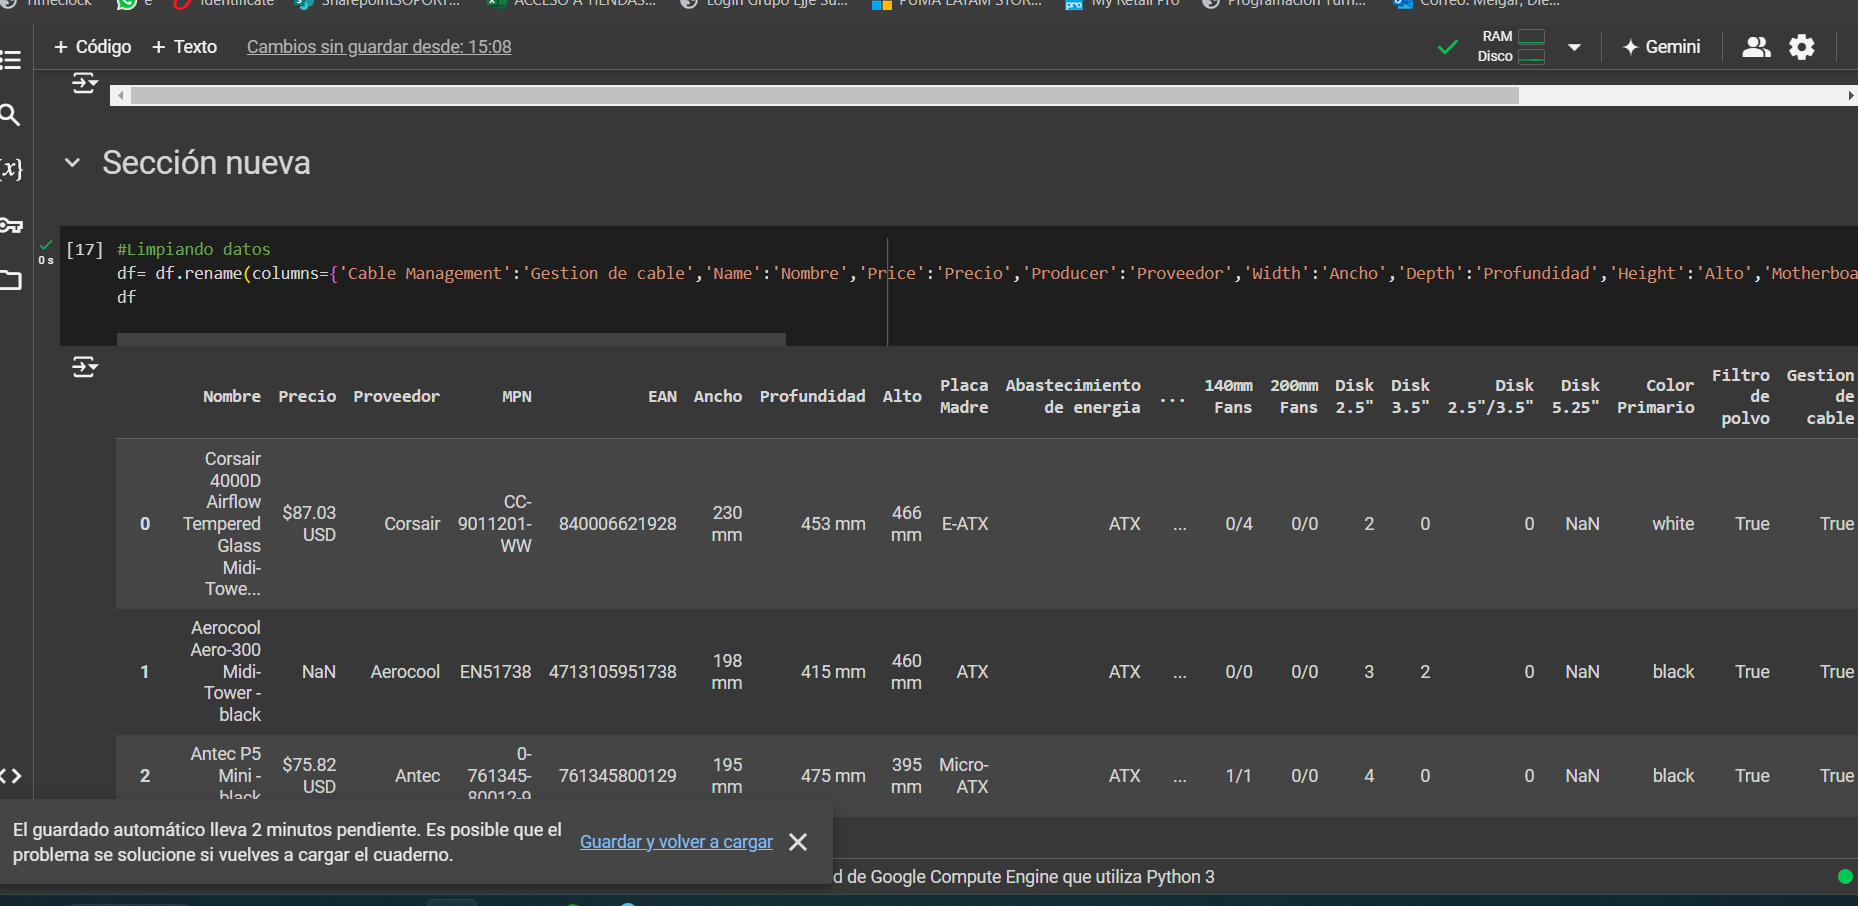 Timeclock e Identifícate SharepointSOPORT... ACCESO A TIENDAS... Login Grupo Ejje Su... PUMA LATAM STOR... My Retail Pro Programación Turn... Correo: Melgar, Die...
+ Código + Texto Cambios sin guardar desde: 15:08 RAM Disco Gemini
Sección nueva
[17] #Limpiando datos
0 s
df= df.rename(columns={'Cable Management':'Gestion de cable','Name':'Nombre','Price':'Precio','Producer':'Proveedor','Width':'Ancho','Depth':'Profundidad','Height':'Alto','Motherboa
df
Nombre Precio Proveedor MPN EAN Ancho Profundidad Alto Placa Madre Abastecimiento de energia ... 140mm Fans 200mm Fans Disk 2.5" Disk 3.5" Disk 2.5"/3.5" Disk 5.25" Color Primario Filtro de polvo Gestion de cable
0 Corsair 4000D Airflow Tempered Glass Midi-Towe... $87.03 USD Corsair CC-9011201-WW 840006621928 230 mm 453 mm 466 mm E-ATX ATX ... 0/4 0/0 2 0 0 NaN white True True
1 Aerocool Aero-300 Midi-Tower - black NaN Aerocool EN51738 4713105951738 198 mm 415 mm 460 mm ATX ATX ... 0/0 0/0 3 2 0 NaN black True True
2 Antec P5 Mini - black $75.82 USD Antec 0-761345-80012-9 761345800129 195 mm 475 mm 395 mm Micro-ATX ATX ... 1/1 0/0 4 0 0 NaN black True True
El guardado automático lleva 2 minutos pendiente. Es posible que el
problema se solucione si vuelves a cargar el cuaderno.
Guardar y volver a cargar
d de Google Compute Engine que utiliza Python 3